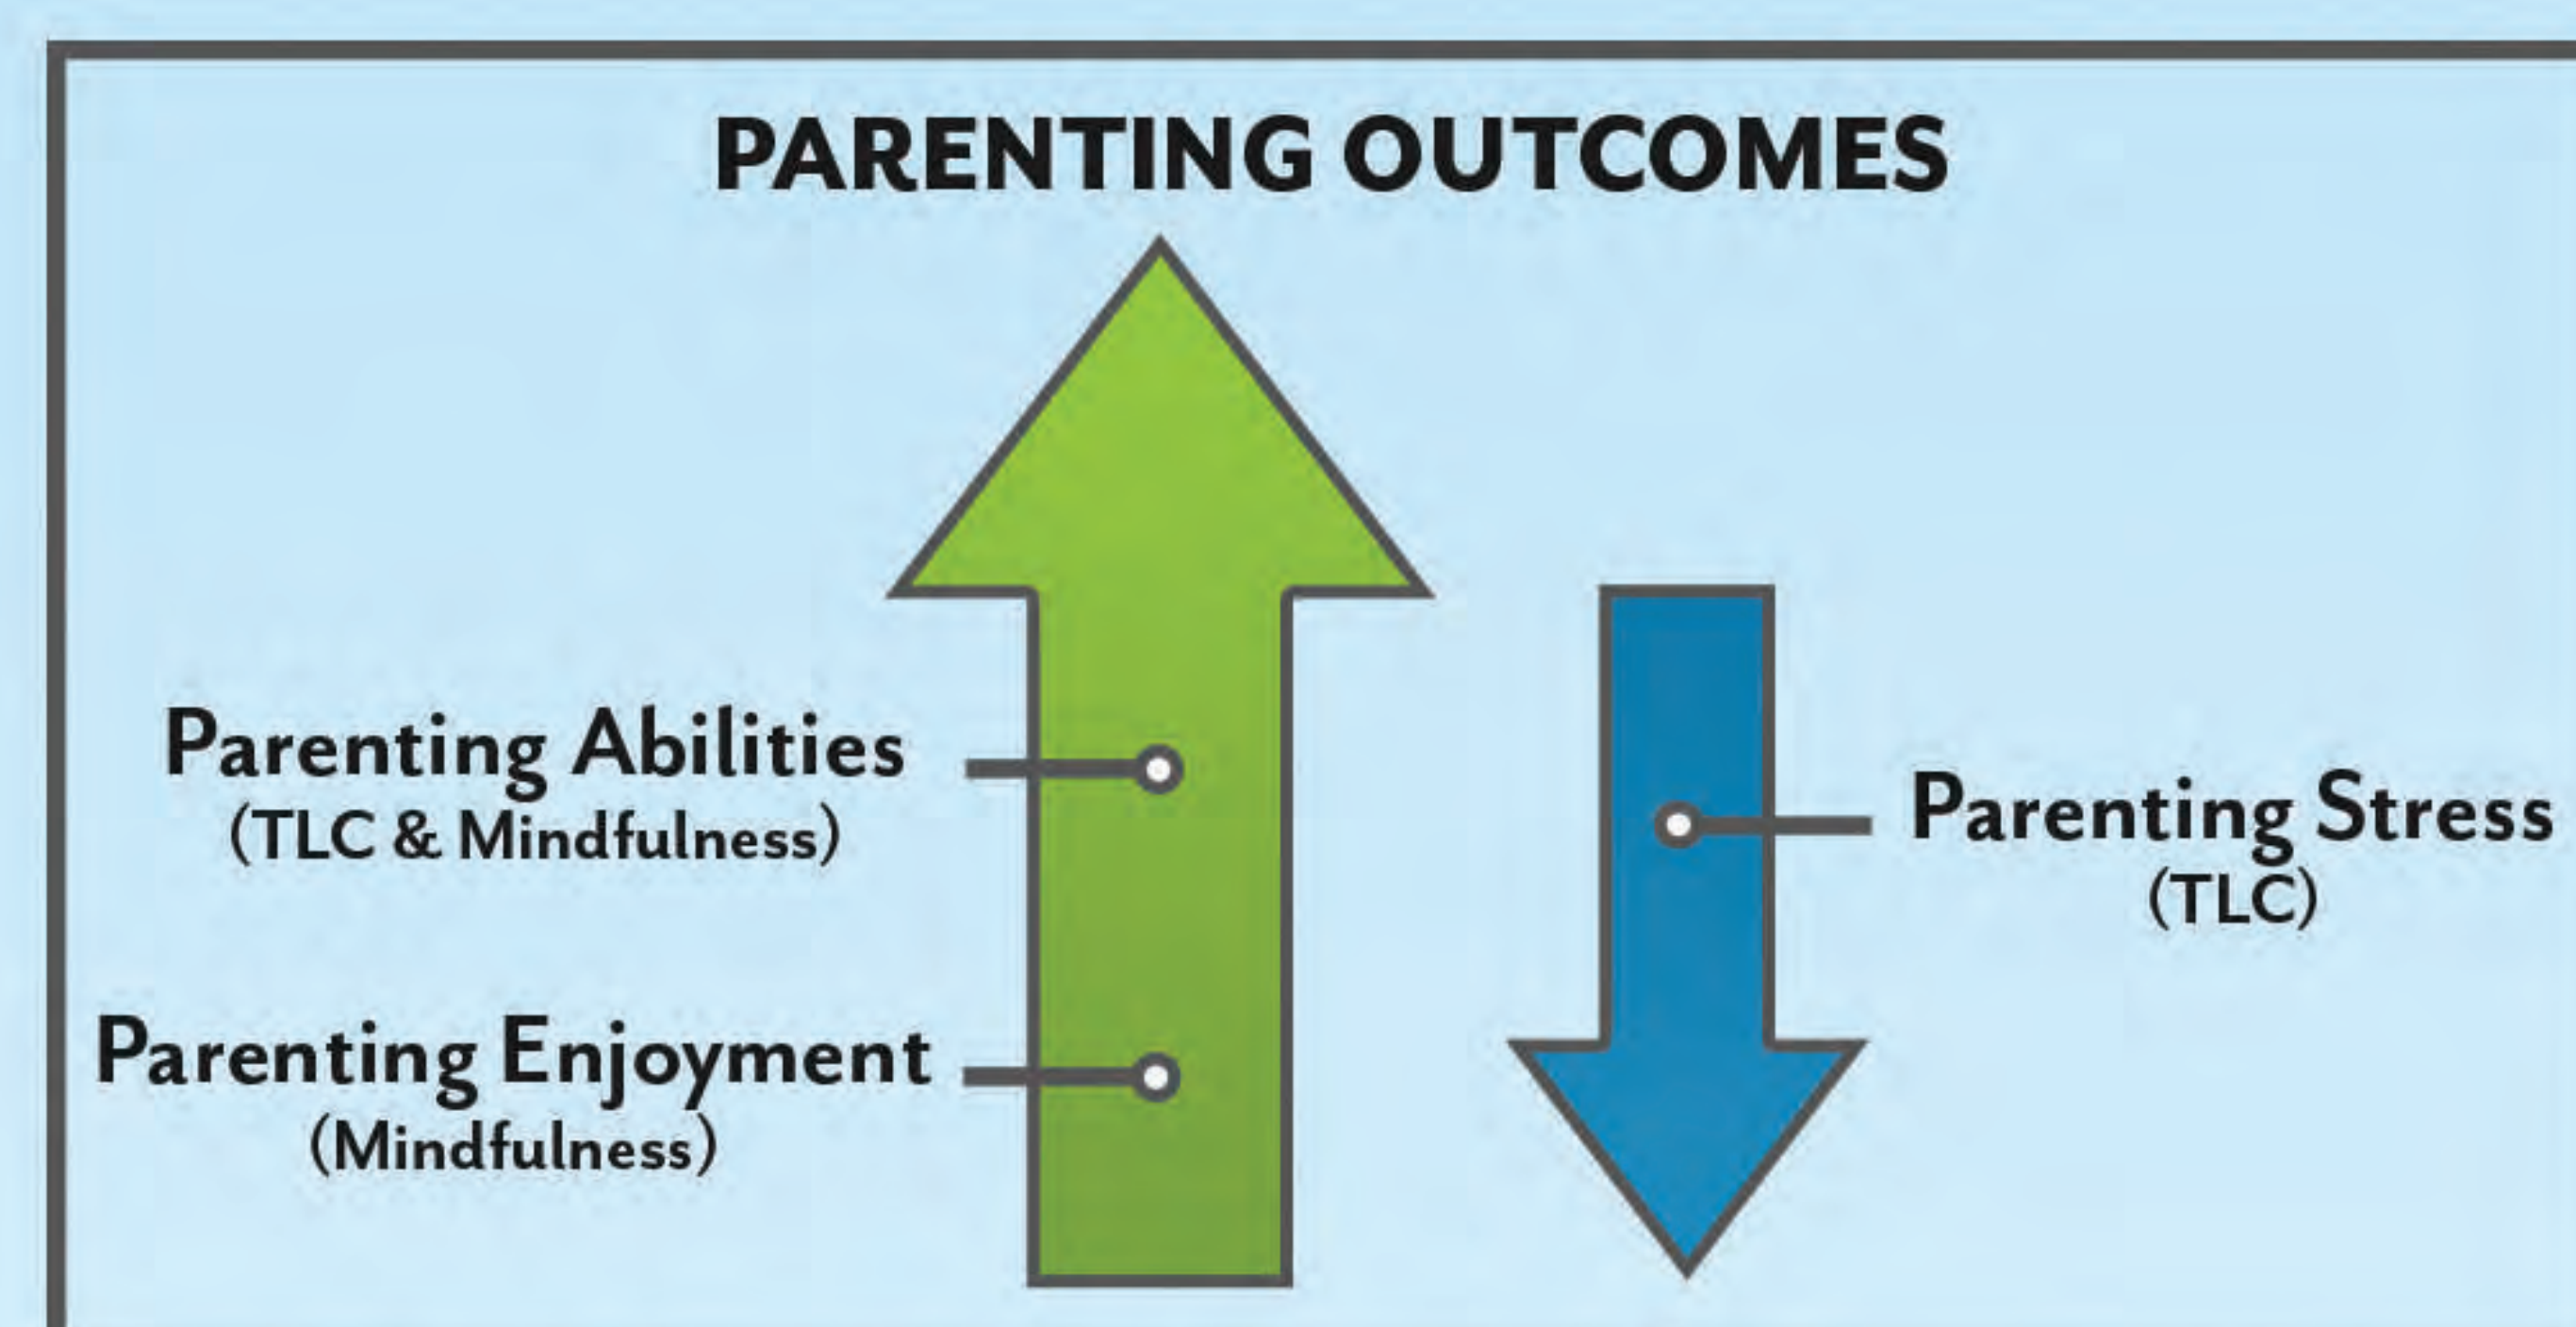 PARENTING OUTCOMES
Parenting Abilities
(TLC & Mindfulness)
Parenting Enjoyment
(Mindfulness)
Parenting Stress
(TLC)